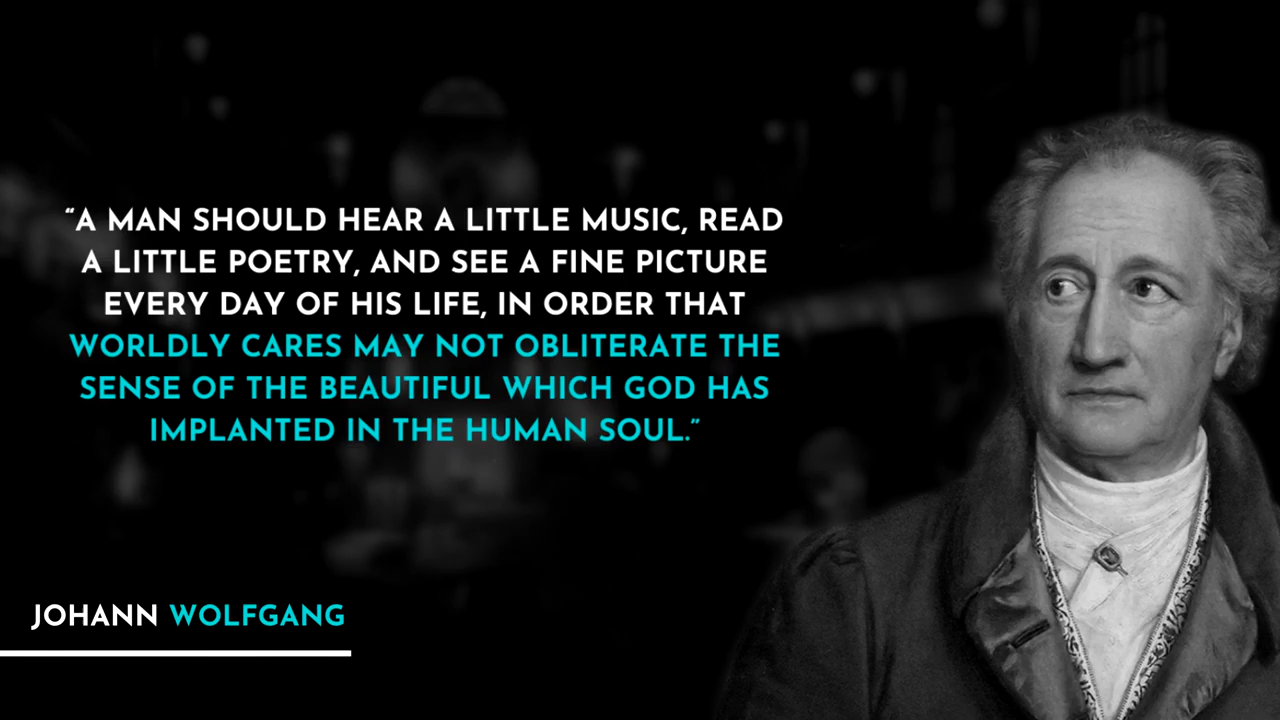 “A MAN SHOULD HEAR A LITTLE MUSIC, READ
A LITTLE POETRY, AND SEE A FINE PICTURE
EVERY DAY OF HIS LIFE, IN ORDER THAT
WORLDLY CARES MAY NOT OBLITERATE THE
SENSE OF THE BEAUTIFUL WHICH GOD HAS
IMPLANTED IN THE HUMAN SOUL.”
JOHANN WOLFGANG